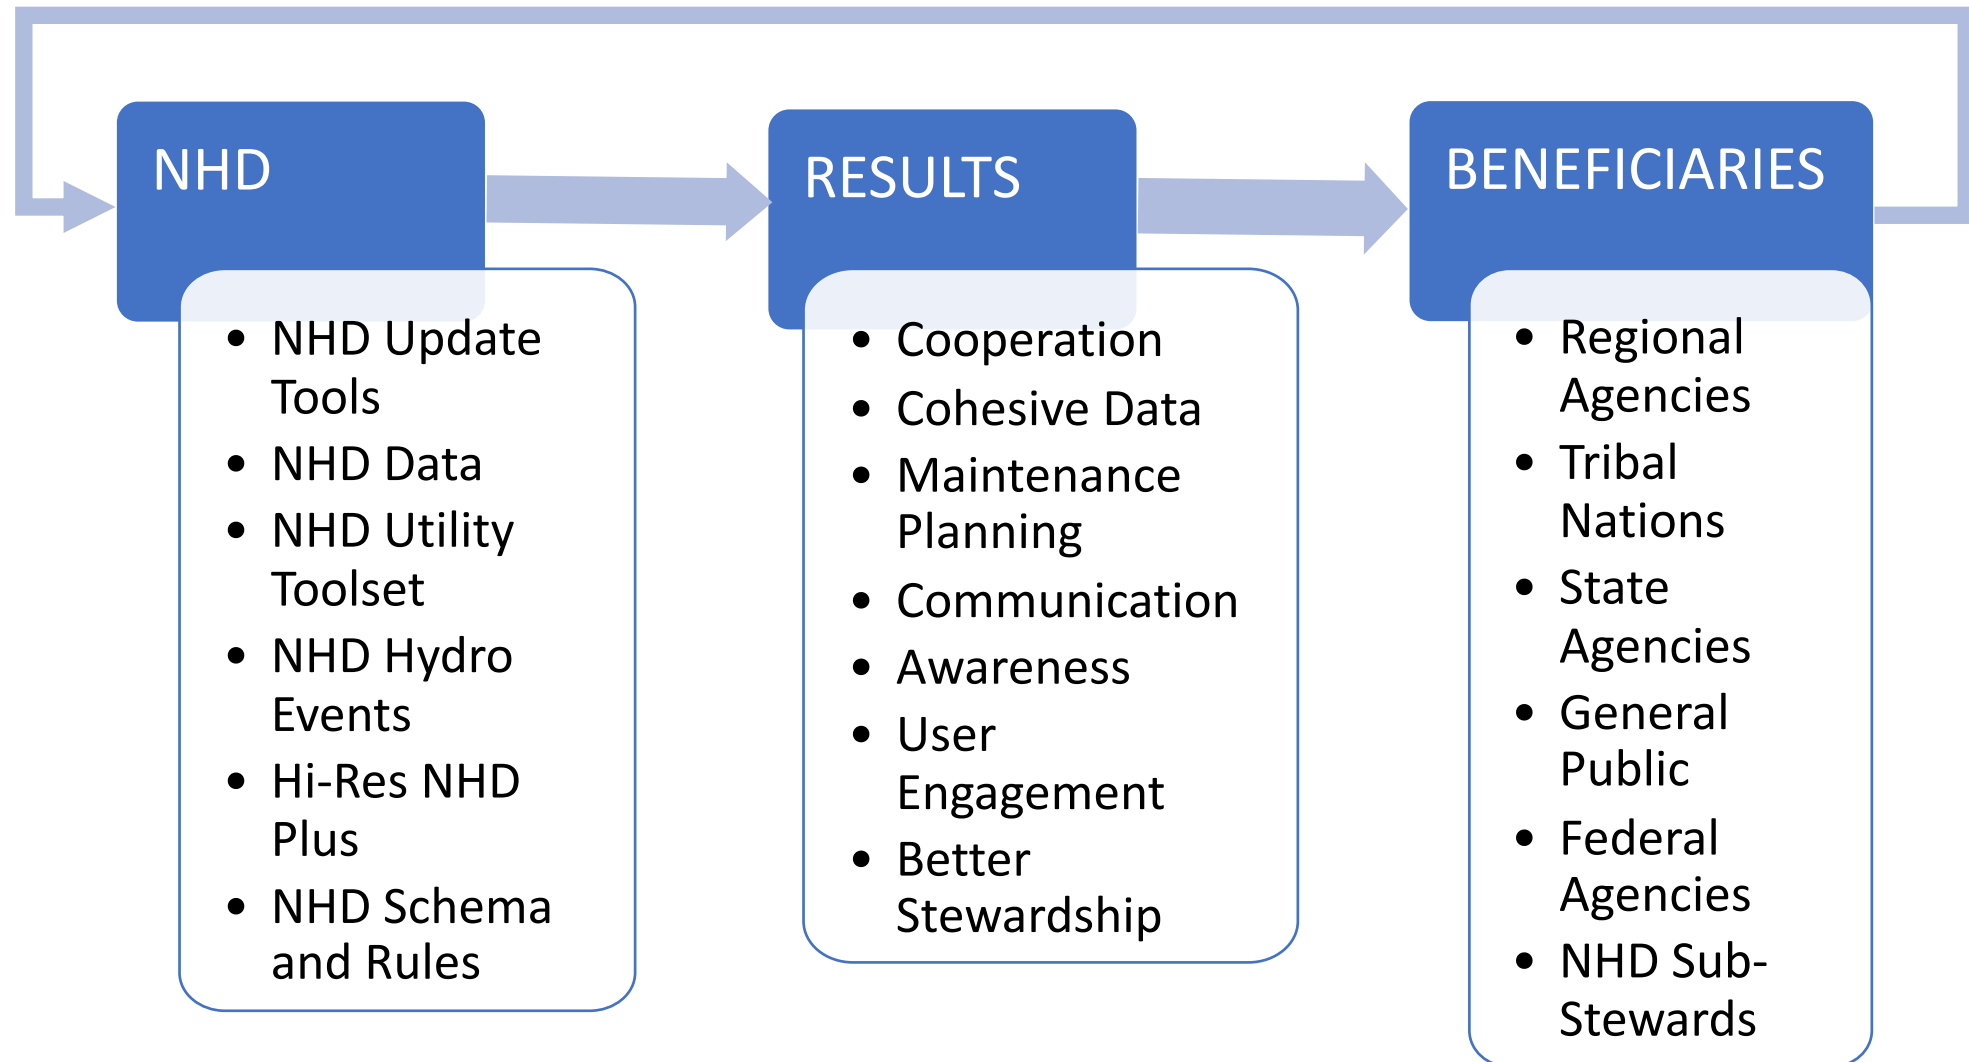 NHD
• NHD Update
Tools
• NHD Data
• NHD Utility
Toolset
• NHD Hydro
Events
• Hi-Res NHD
Plus
• NHD Schema
and Rules
RESULTS
• Cooperation
• Cohesive Data
• Maintenance
Planning
• Communication
• Awareness
• User
Engagement
• Better
Stewardship
BENEFICIARIES
• Regional
Agencies
• Tribal
Nations
• State
Agencies
• General
Public
• Federal
Agencies
• NHD Sub-
Stewards